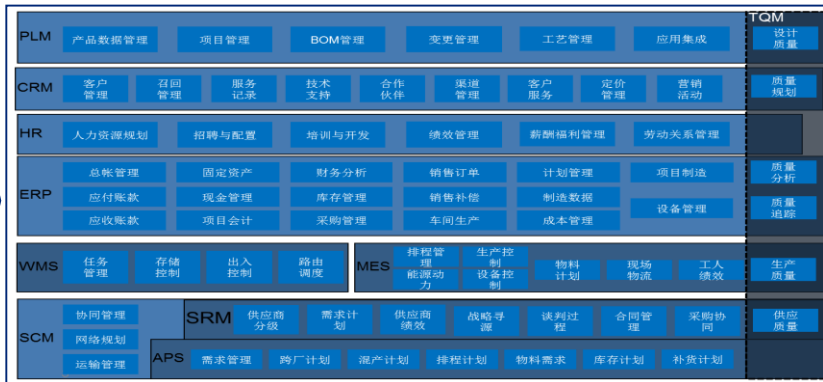 TQM
PLM 产品数据管理 项目管理 BOM管理 变更管理 工艺管理 应用集成 设计
质量
CRM 客户
管理 召回
管理 服务
记录 技术
支持 合作
伙伴 渠道
管理 客户
服务 定价
管理 营销
活动 质量
规划
HR 人力资源规划 招聘与配置 培训与开发 绩效管理 薪酬福利管理 劳动关系管理
ERP 总帐管理 固定资产 财务分析 销售订单 计划管理 项目制造 质量
分析
应付账款 现金管理 库存管理 销售补偿 制造数据 设备管理 质量
追踪
应收账款 项目会计 采购管理 车间生产 成本管理
WMS 任务
管理 存储
控制 出入
控制 路由
调度
MES 排程管
理 生产控
制
能源动
力 设备控
制 物料
计划 现场
物流 工人
绩效 生产
质量
SCM 协同管理
网络规划
运输管理
SRM 供应商
分级 需求计
划 供应商
绩效 战略寻
源 谈判过
程 合同管
理 采购协
同 供应
质量
APS 需求管理 跨厂计划 混产计划 排程计划 物料需求 库存计划 补货计划